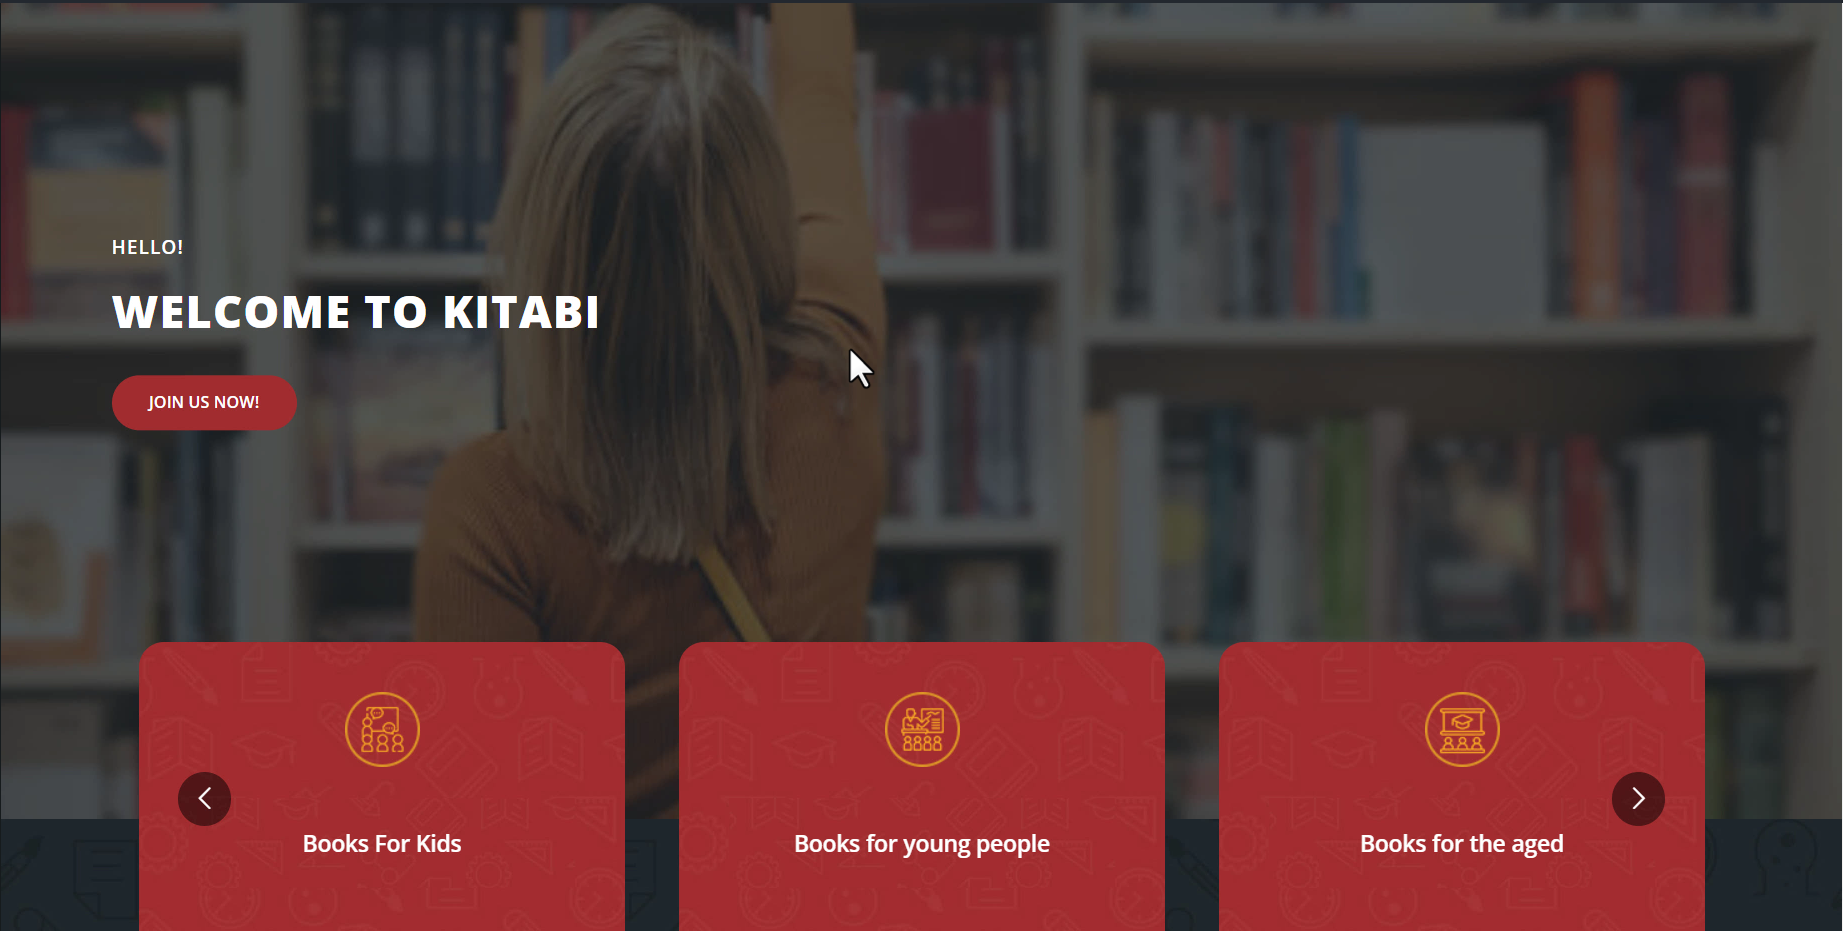 HELLO!
WELCOME TO KITABI
JOIN US NOW!
Books For Kids
Books for young people
Books for the aged